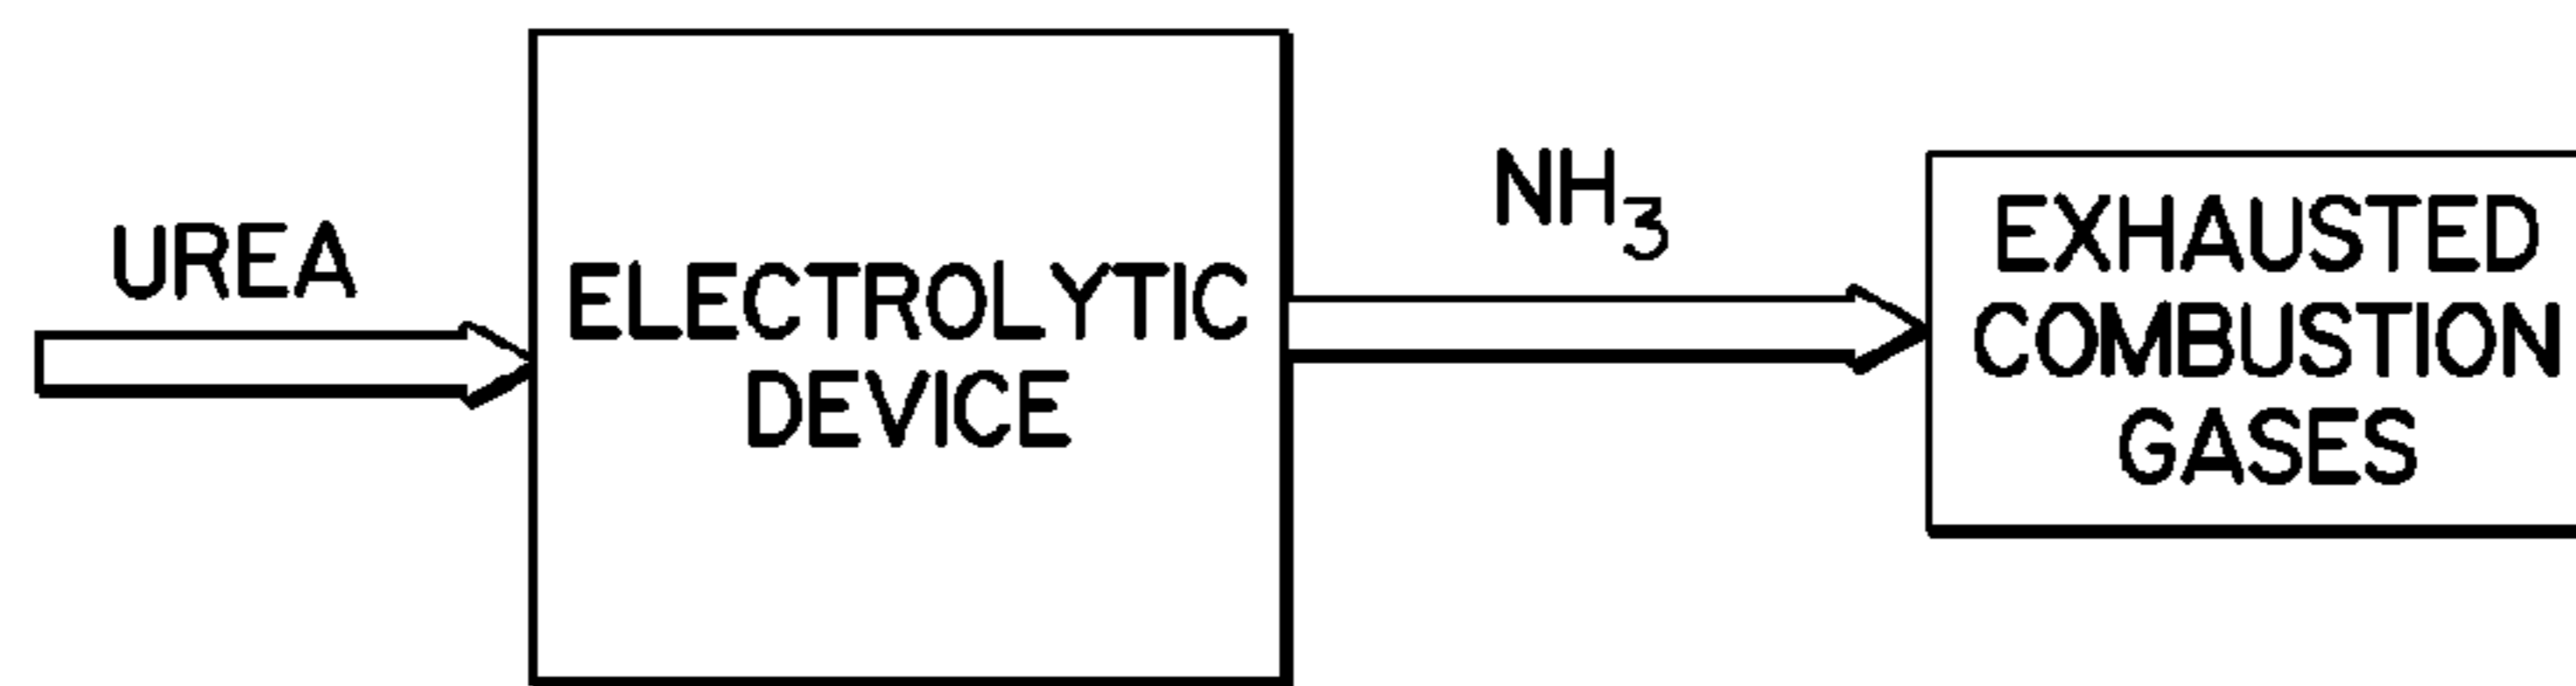 UREA
ELECTROLYTIC
DEVICE
NH₃
EXHAUSTED
COMBUSTION
GASES